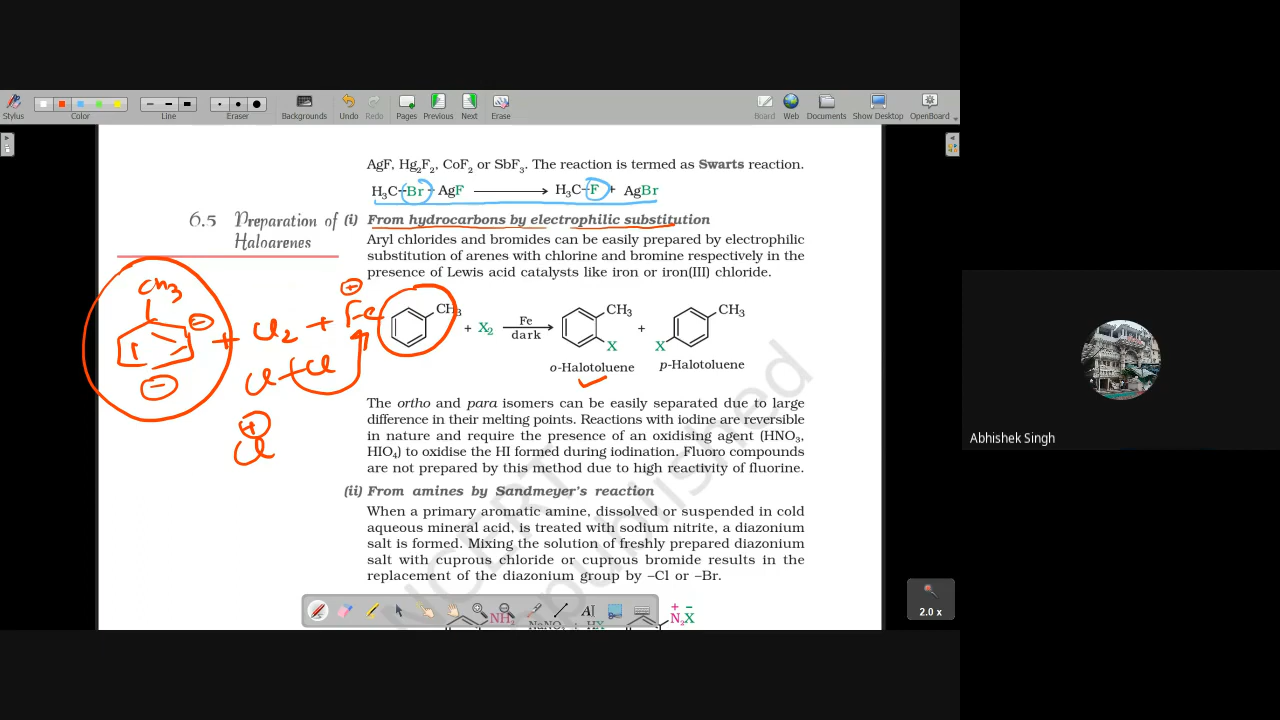 Stylus
Color
Line
Eraser
Backgrounds
Undo
Redo
Pages
Previous
Next
Erase
Board
Web
Documents
Show Desktop
OpenBoard
AgF, Hg₂F₂, CoF₂ or SbF₃. The reaction is termed as Swarts reaction.
H₃C–Br + AgF → H₃C–F + AgBr
6.5 Preparation of Haloarenes
(i) From hydrocarbons by electrophilic substitution
Aryl chlorides and bromides can be easily prepared by electrophilic
substitution of arenes with chlorine and bromine respectively in the
presence of Lewis acid catalysts like iron or iron(III) chloride.
CH₃
+ Cl₂ + Fe
Cl–Cl
Cl
CH₃ + X₂
Fe
dark
CH₃
X
+
CH₃
X
o-Halotoluene
p-Halotoluene
The ortho and para isomers can be easily separated due to large
difference in their melting points. Reactions with iodine are reversible
in nature and require the presence of an oxidising agent (HNO₃,
HIO₄) to oxidise the HI formed during iodination. Fluoro compounds
are not prepared by this method due to high reactivity of fluorine.
(ii) From amines by Sandmeyer's reaction
When a primary aromatic amine, dissolved or suspended in cold
aqueous mineral acid, is treated with sodium nitrite, a diazonium
salt is formed. Mixing the solution of freshly prepared diazonium
salt with cuprous chloride or cuprous bromide results in the
replacement of the diazonium group by –Cl or –Br.
NH₂
+ −
N₂X
2.0 x
Abhishek Singh